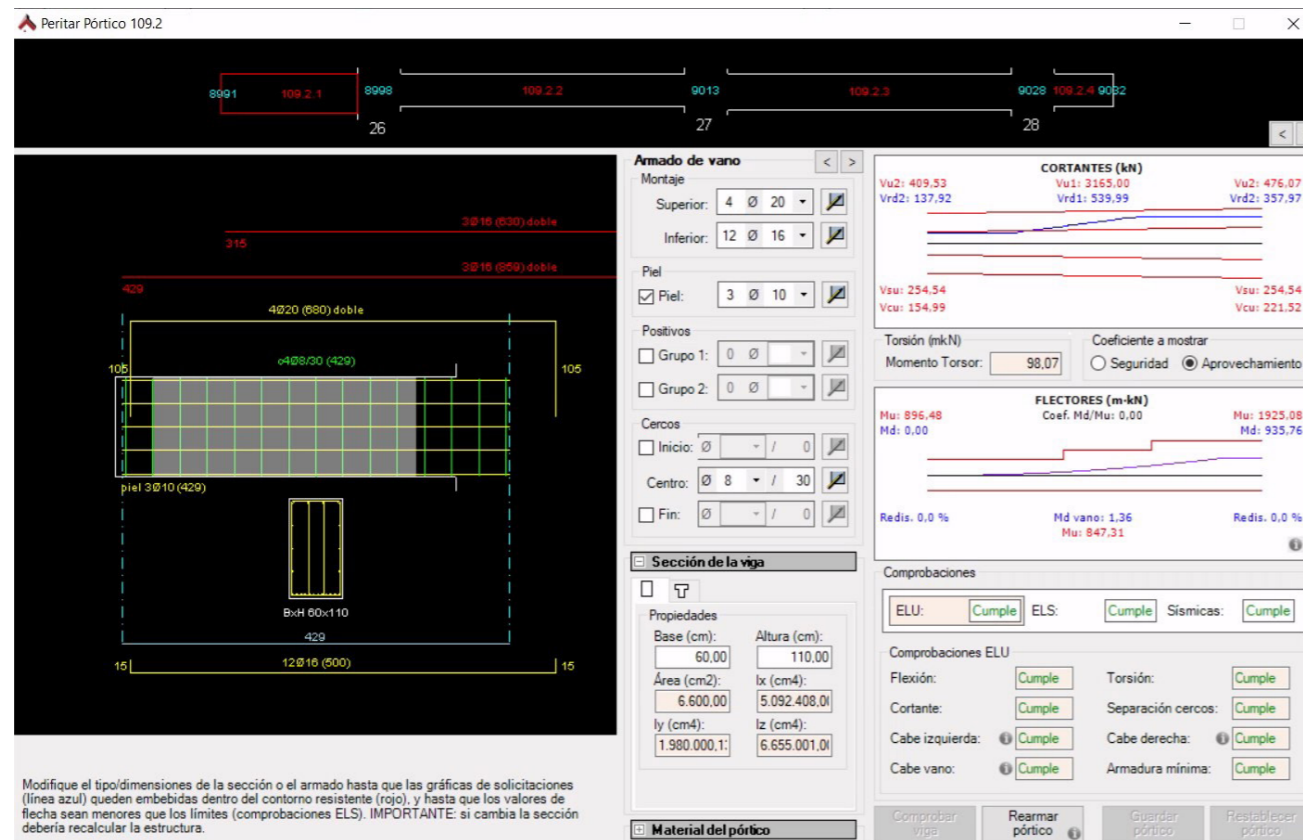 Peritar Pórtico 109.2
8991 109.2.1 8998 109.2.2 9013 109.2.3 9028 109.2.4 9032
26 27 28
3Ø16 (630) doble
315
3Ø16 (859) doble
429
4Ø20 (680) doble
c4Ø8/30 (429)
105 105
piel 3Ø10 (429)
BxH 60x110
429
15 12Ø16 (500) 15
Modifique el tipo/dimensiones de la sección o el armado hasta que las gráficas de solicitaciones
(línea azul) queden embebidas dentro del contorno resistente (rojo), y hasta que los valores de
flecha sean menores que los límites (comprobaciones ELS). IMPORTANTE: si cambia la sección
debería recalcular la estructura.
Armado de vano < >
Montaje
Superior: 4 Ø 20
Inferior: 12 Ø 16
Piel
Piel: 3 Ø 10
Positivos
Grupo 1: 0 Ø
Grupo 2: 0 Ø
Cercos
Inicio: Ø / 0
Centro: Ø 8 / 30
Fin: Ø / 0
Sección de la viga
Propiedades
Base (cm): Altura (cm):
60,00 110,00
Área (cm2): Ix (cm4):
6.600,00 5.092.408,0
Iy (cm4): Iz (cm4):
1.980.000,1 6.655.001,0
Material del pórtico
<
CORTANTES (kN)
Vu2: 409,53 Vu1: 3165,00 Vu2: 476,07
Vrd2: 137,92 Vrd1: 539,99 Vrd2: 357,97
Vsu: 254,54 Vsu: 254,54
Vcu: 154,99 Vcu: 221,52
Torsión (mkN) Coeficiente a mostrar
Momento Torsor: 98,07 Seguridad Aprovechamiento
FLECTORES (m·kN)
Mu: 896,48 Coef. Md/Mu: 0,00 Mu: 1925,08
Md: 0,00 Md: 935,76
Redis. 0,0 % Md vano: 1,36 Redis. 0,0 %
Mu: 847,31
Comprobaciones
ELU: Cumple ELS: Cumple Sísmicas: Cumple
Comprobaciones ELU
Flexión: Cumple Torsión: Cumple
Cortante: Cumple Separación cercos: Cumple
Cabe izquierda: Cumple Cabe derecha: Cumple
Cabe vano: Cumple Armadura mínima: Cumple
Comprobar viga Rearmar pórtico Guardar pórtico Restablecer pórtico